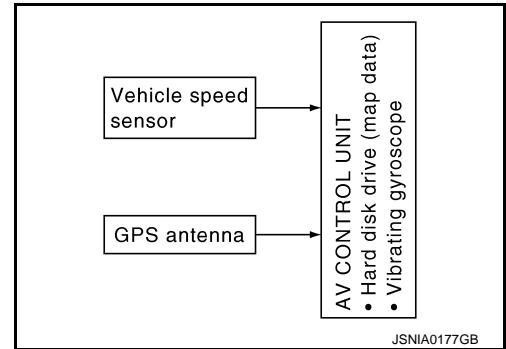 Vehicle speed
sensor
GPS antenna
AV CONTROL UNIT
• Hard disk drive (map data)
• Vibrating gyroscope
JSNIA0177GB